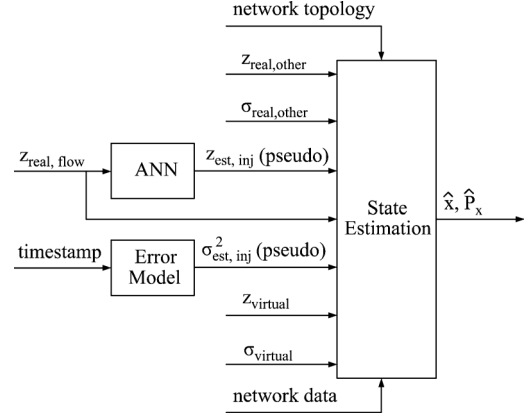 network topology
z_real,other
σ_real,other
z_real, flow
ANN
z_est, inj (pseudo)
State
Estimation
x̂, P̂_x
timestamp
Error
Model
σ²_est, inj (pseudo)
z_virtual
σ_virtual
network data